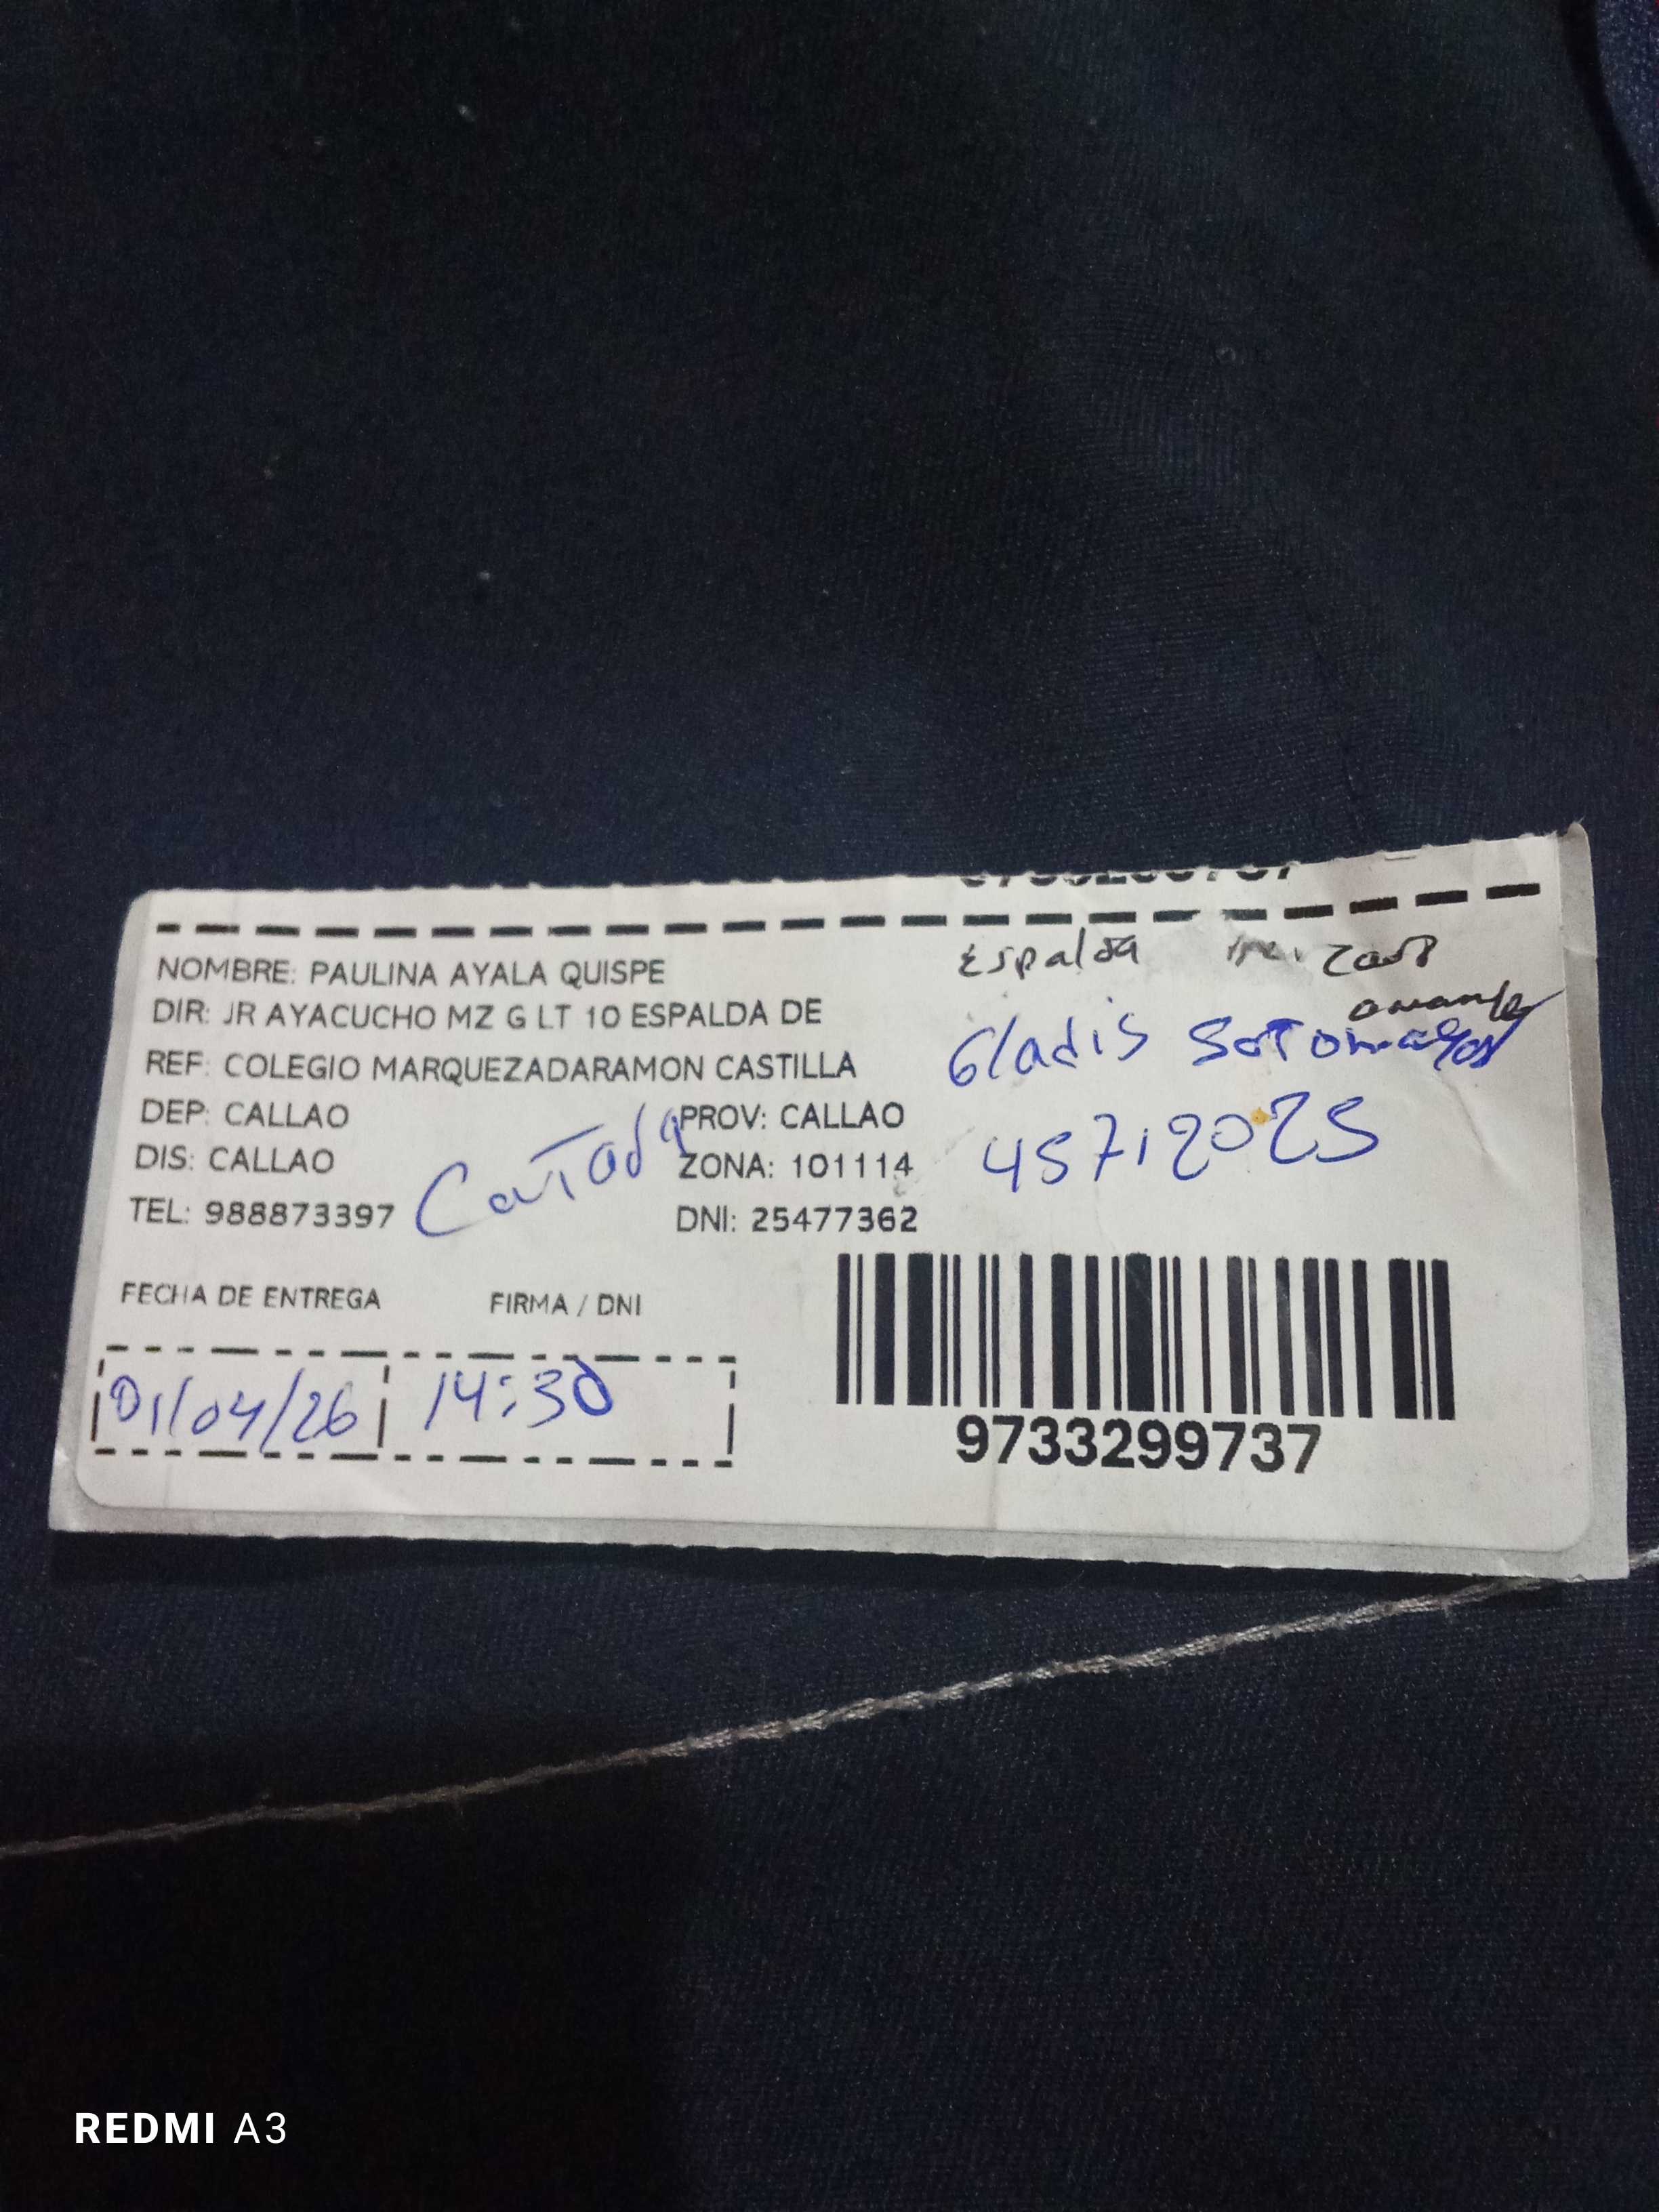 NOMBRE: PAULINA AYALA QUISPE
DIR: JR AYACUCHO MZ G LT 10 ESPALDA DE
REF: COLEGIO MARQUEZADARAMON CASTILLA
DEP: CALLAO PROV: CALLAO
DIS: CALLAO ZONA: 101114
TEL: 988873397 DNI: 25477362
Espalda
Gladis Sotomayor
45712025
FECHA DE ENTREGA FIRMA / DNI
01/04/26 14:30
9733299737
REDMI A3